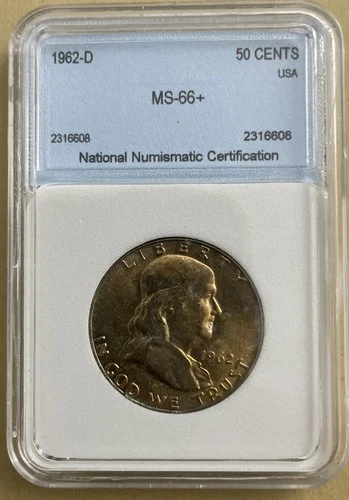 1962-D 50 CENTS
USA
MS-66+
2316608 2316608
National Numismatic Certification
LIBERTY
1962
IN GOD WE TRUST